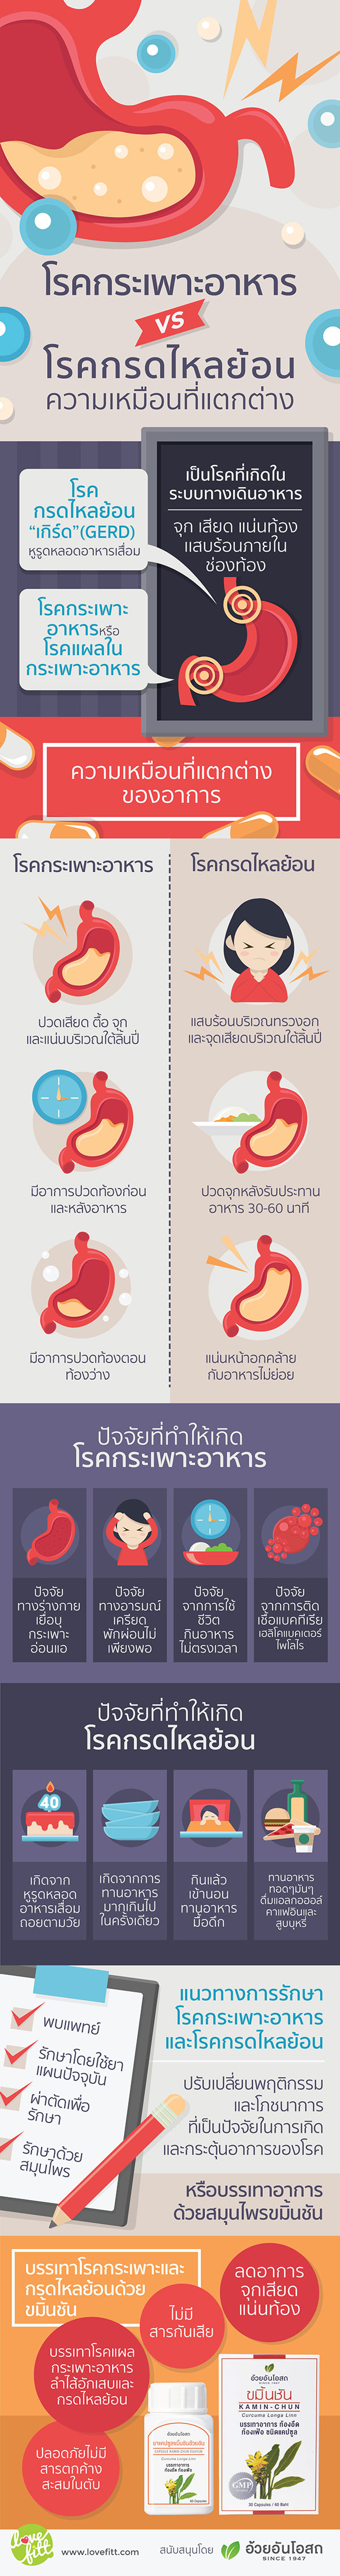 โรคกระเพาะอาหาร
VS
โรคกรดไหลย้อน
ความเหมือนที่แตกต่าง
โรค
กรดไหลย้อน
“เกิร์ด”(GERD)
หูรูดหลอดอาหารเสื่อม
โรคกระเพาะ
อาหารหรือ
โรคแผลใน
กระเพาะอาหาร
เป็นโรคที่เกิดใน
ระบบทางเดินอาหาร
จุก เสียด แน่นท้อง
แสบร้อนภายใน
ช่องท้อง
ความเหมือนที่แตกต่าง
ของอาการ
โรคกระเพาะอาหาร
ปวดเสียด ตื้อ จุก
และแน่นบริเวณใต้ลิ้นปี่
มีอาการปวดท้องก่อน
และหลังอาหาร
มีอาการปวดท้องตอน
ท้องว่าง
โรคกรดไหลย้อน
แสบร้อนบริเวณทรวงอก
และจุดเสียดบริเวณใต้ลิ้นปี่
ปวดจุกหลังรับประทาน
อาหาร 30-60 นาที
แน่นหน้าอกคล้าย
กับอาหารไม่ย่อย
ปัจจัยที่ทำให้เกิด
โรคกระเพาะอาหาร
ปัจจัย
ทางร่างกาย
เยื่อบุ
กระเพาะ
อ่อนแอ
ปัจจัย
ทางอารมณ์
เครียด
พักผ่อนไม่
เพียงพอ
ปัจจัย
จากการใช้
ชีวิต
กินอาหาร
ไม่ตรงเวลา
ปัจจัย
จากการติด
เชื้อแบคทีเรีย
เฮลิโคแบคเตอร์
ไพโลไร
ปัจจัยที่ทำให้เกิด
โรคกรดไหลย้อน
40
เกิดจาก
หูรูดหลอด
อาหารเสื่อม
ถอยตามวัย
เกิดจากการ
ทานอาหาร
มากเกินไป
ในครั้งเดียว
กินแล้ว
เข้านอน
ทานอาหาร
มื้อดึก
ทานอาหาร
ทอดๆมันๆ
ดื่มแอลกอฮอล์
คาเฟอีนและ
สูบบุหรี่
พบแพทย์
รักษาโดยใช้ยา
แผนปัจจุบัน
ผ่าตัดเพื่อ
รักษา
รักษาด้วย
สมุนไพร
แนวทางการรักษา
โรคกระเพาะอาหาร
และโรคกรดไหลย้อน
ปรับเปลี่ยนพฤติกรรม
และโภชนาการ
ที่เป็นปัจจัยในการเกิด
และกระตุ้นอาการของโรค
หรือบรรเทาอาการ
ด้วยสมุนไพรขมิ้นชัน
บรรเทาโรคกระเพาะและ
กรดไหลย้อนด้วย
ขมิ้นชัน
ลดอาการ
จุกเสียด
แน่นท้อง
ไม่มี
สารกันเสีย
บรรเทาโรคแผล
กระเพาะอาหาร
ลำไส้อักเสบและ
กรดไหลย้อน
ปลอดภัยไม่มี
สารตกค้าง
สะสมในตับ
อ้วยอันโอสถ
ขมิ้นชัน
KAMIN-CHUN
Curcuma Longa Linn
บรรเทาอาการ ท้องอืด
ท้องเฟ้อ ชนิดแคปซูล
GMP
love fitt
www.lovefitt.com
สนับสนุนโดย
อ้วยอันโอสถ
SINCE 1947